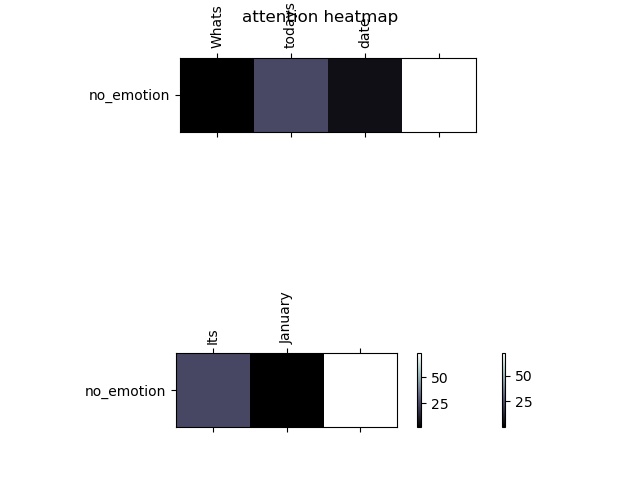 attention heatmap
Whats todays date
no_emotion
Its January
no_emotion
50
25
50
25